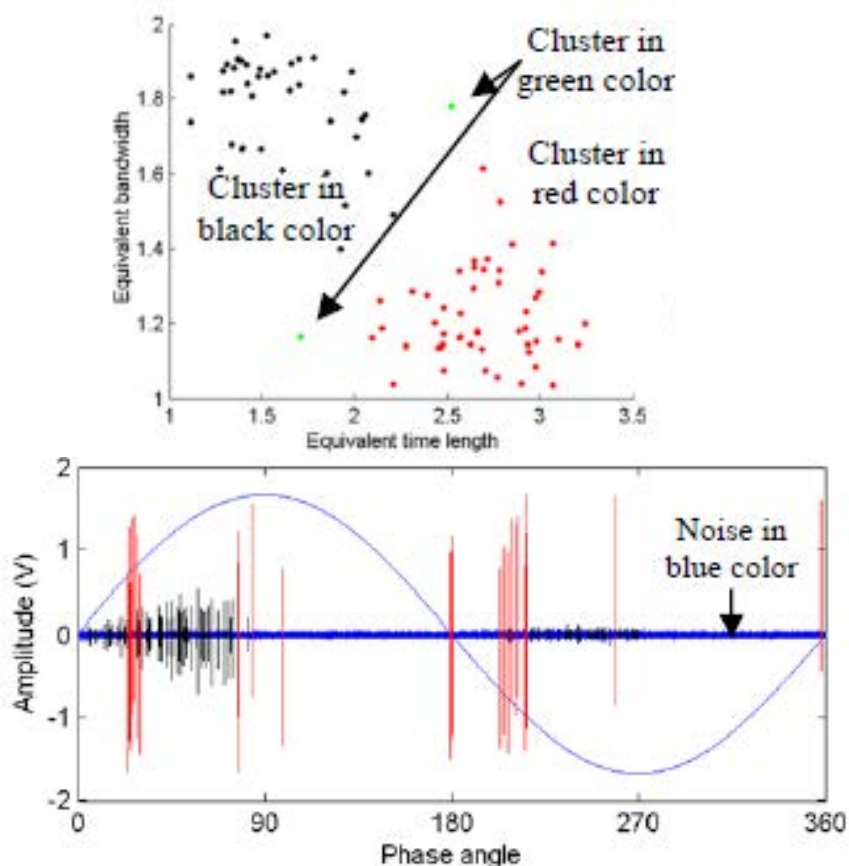 2
1.8
1.6
1.4
1.2
1
Equivalent bandwidth
Cluster in
green color
Cluster in
red color
Cluster in
black color
1 1.5 2 2.5 3 3.5
Equivalent time length
2
1
0
-1
-2
Amplitude (V)
Noise in
blue color
0 90 180 270 360
Phase angle